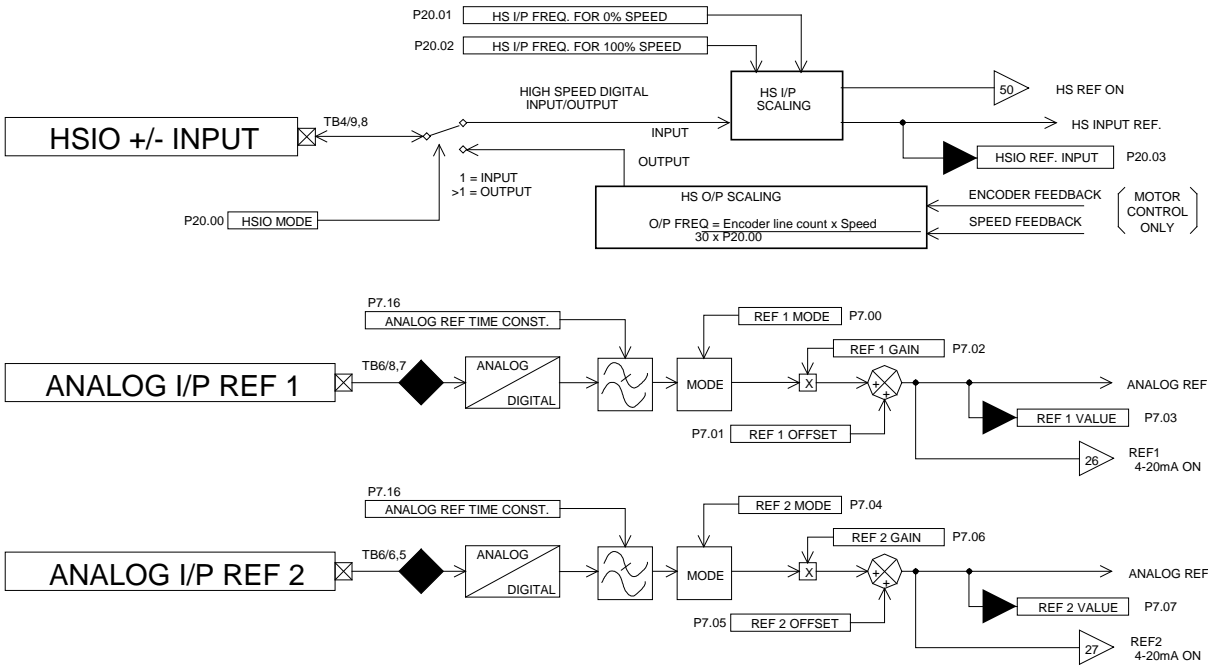 P20.01 HS I/P FREQ. FOR 0% SPEED
P20.02 HS I/P FREQ. FOR 100% SPEED
HSIO +/- INPUT
TB4/9,8
HIGH SPEED DIGITAL
INPUT/OUTPUT
INPUT
OUTPUT
1 = INPUT
>1 = OUTPUT
P20.00 HSIO MODE
HS I/P
SCALING
50 HS REF ON
HS INPUT REF.
HSIO REF. INPUT P20.03
HS O/P SCALING
O/P FREQ = Encoder line count x Speed
30 x P20.00
ENCODER FEEDBACK
SPEED FEEDBACK
MOTOR
CONTROL
ONLY
ANALOG I/P REF 1
TB6/8,7
P7.16
ANALOG REF TIME CONST.
ANALOG
DIGITAL
MODE
REF 1 MODE P7.00
X
REF 1 GAIN P7.02
+
+
P7.01 REF 1 OFFSET
ANALOG REF
REF 1 VALUE P7.03
26 REF1
4-20mA ON
ANALOG I/P REF 2
TB6/6,5
P7.16
ANALOG REF TIME CONST.
ANALOG
DIGITAL
MODE
REF 2 MODE P7.04
X
REF 2 GAIN P7.06
+
+
P7.05 REF 2 OFFSET
ANALOG REF
REF 2 VALUE P7.07
27 REF2
4-20mA ON